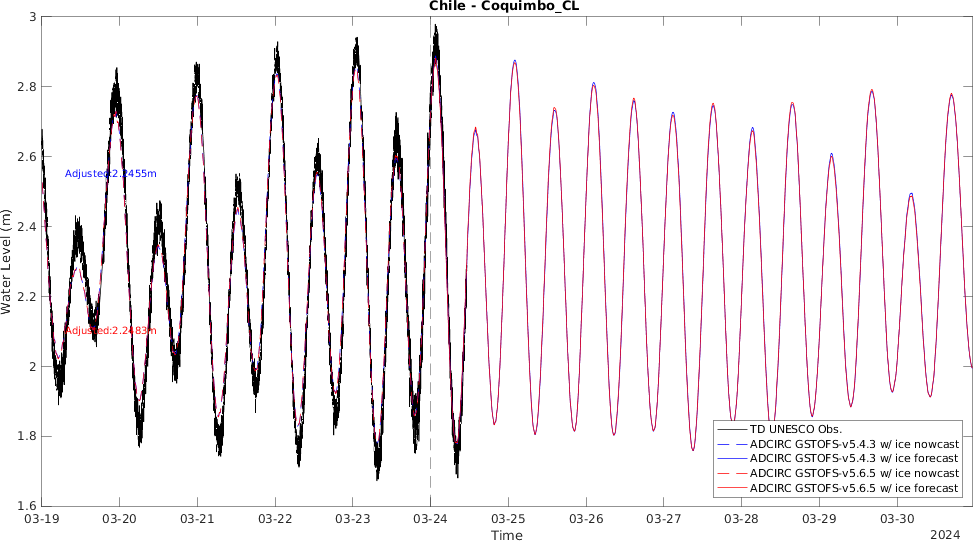 Chile - Coquimbo_CL
3
2.8
2.6
2.4
2.2
2
1.8
1.6
Water Level (m)
Adjusted:2.2455m
Adjusted:2.2483m
TD UNESCO Obs.
ADCIRC GSTOFS-v5.4.3 w/ ice nowcast
ADCIRC GSTOFS-v5.4.3 w/ ice forecast
ADCIRC GSTOFS-v5.6.5 w/ ice nowcast
ADCIRC GSTOFS-v5.6.5 w/ ice forecast
03-19 03-20 03-21 03-22 03-23 03-24 03-25 03-26 03-27 03-28 03-29 03-30
Time
2024